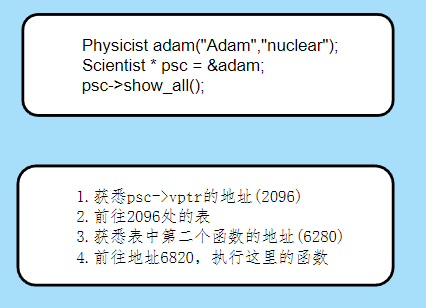 Physicist adam("Adam","nuclear");
Scientist * psc = &adam;
psc->show_all();
1. 获悉psc->vptr的地址(2096)
2. 前往2096处的表
3. 获悉表中第二个函数的地址(6280)
4. 前往地址6820，执行这里的函数